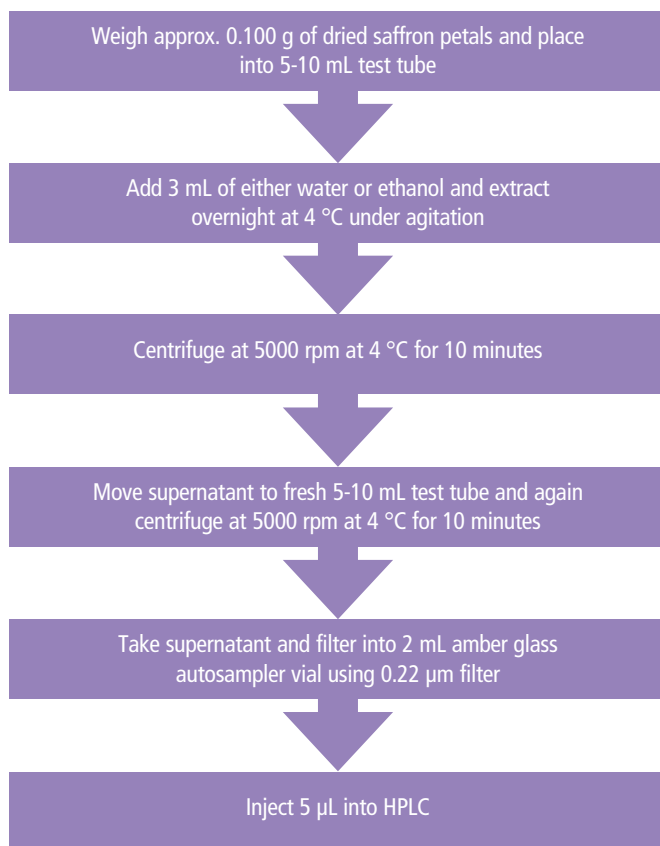 Weigh approx. 0.100 g of dried saffron petals and place
into 5-10 mL test tube
Add 3 mL of either water or ethanol and extract
overnight at 4 °C under agitation
Centrifuge at 5000 rpm at 4 °C for 10 minutes
Move supernatant to fresh 5-10 mL test tube and again
centrifuge at 5000 rpm at 4 °C for 10 minutes
Take supernatant and filter into 2 mL amber glass
autosampler vial using 0.22 µm filter
Inject 5 µL into HPLC